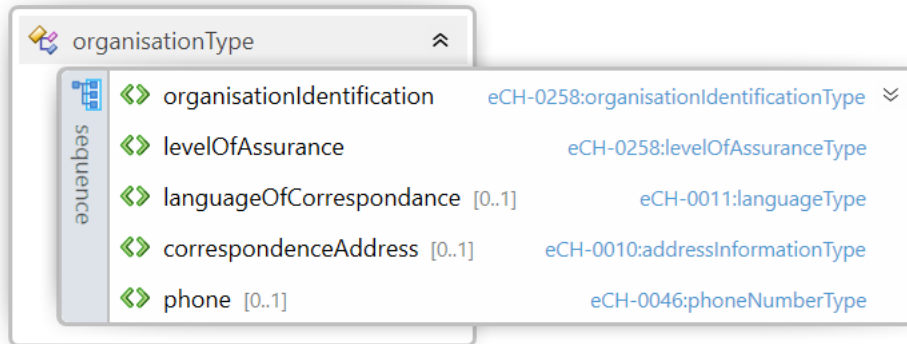 organisationType
sequence
organisationIdentification eCH-0258:organisationIdentificationType
levelOfAssurance eCH-0258:levelOfAssuranceType
languageOfCorrespondance [0..1] eCH-0011:languageType
correspondenceAddress [0..1] eCH-0010:addressInformationType
phone [0..1] eCH-0046:phoneNumberType